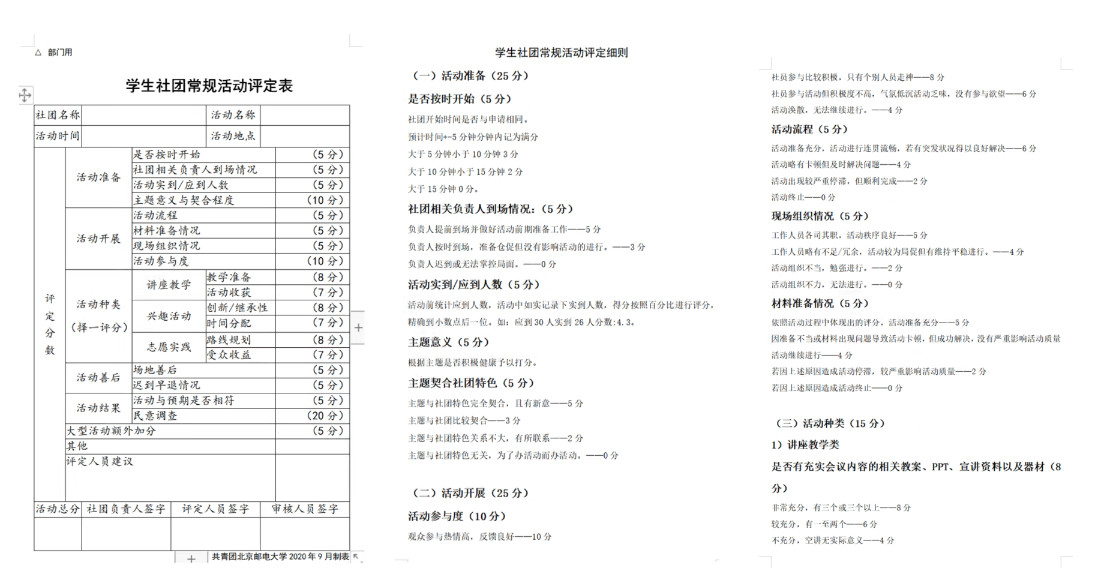 △ 部门用
学生社团常规活动评定表
社团名称 活动名称
活动时间 活动地点
评定分数
活动准备
是否按时开始 （5 分）
社团相关负责人到场情况 （5 分）
活动实到/应到人数 （5 分）
主题意义与契合程度 （10 分）
活动开展
活动流程 （5 分）
材料准备情况 （5 分）
现场组织情况 （5 分）
活动参与度 （10 分）
活动种类
（择一评分）
讲座教学
教学准备 （8 分）
活动收获 （7 分）
兴趣活动
创新/继承性 （8 分）
时间分配 （7 分）
志愿实践
路线规划 （8 分）
受众收益 （7 分）
活动善后
场地善后 （5 分）
迟到早退情况 （5 分）
活动结果
活动与预期是否相符 （5 分）
民意调查 （20 分）
大型活动额外加分 （5 分）
其他
评定人员建议
活动总分 社团负责人签字 评定人员签字 审核人员签字
共青团北京邮电大学 2020 年 9 月制表
学生社团常规活动评定细则
（一）活动准备（25 分）
是否按时开始（5 分）
社团开始时间是否与申请相同。
预计时间+-5 分钟分钟内记为满分
大于 5 分钟小于 10 分钟 3 分
大于 10 分钟小于 15 分钟 2 分
大于 15 分钟 0 分。
社团相关负责人到场情况：（5 分）
负责人提前到场并做好活动前期准备工作——5 分
负责人按时到场，准备仓促但没有影响活动的进行。——3 分
负责人迟到或无法掌控局面。——0 分
活动实到/应到人数（5 分）
活动前统计应到人数，活动中如实记录下实到人数，得分按照百分比进行评分，
精确到小数点后一位。如：应到 30 人实到 26 人分数:4.3。
主题意义（5 分）
根据主题是否积极健康予以打分。
主题契合社团特色（5 分）
主题与社团特色完全契合，且有新意——5 分
主题与社团比较契合——3 分
主题与社团特色关系不大，有所联系——2 分
主题与社团特色无关，为了办活动而办活动。——0 分
（二）活动开展（25 分）
活动参与度（10 分）
观众参与热情高，反馈良好——10 分
社员参与比较积极，只有个别人员走神——8 分
社员参与活动但积极度不高，气氛低沉活动乏味，没有参与欲望——6 分
活动涣散，无法继续进行。——4 分
活动流程（5 分）
活动准备充分，活动进行连贯流畅，若有突发状况得以良好解决——6 分
活动略有卡顿但及时解决问题——4 分
活动出现较严重停滞，但顺利完成——2 分
活动终止——0 分
现场组织情况（5 分）
工作人员各司其职，活动秩序良好——5 分
工作人员略有不足/冗余，活动较为局促但有维持平稳进行。——4 分
活动组织不当，勉强进行。——2 分
活动组织不力，无法进行。——0 分
材料准备情况（5 分）
依照活动过程中体现出的评分，活动准备充分——5 分
因准备不当或材料出现问题导致活动卡顿，但成功解决，没有严重影响活动质量
活动继续进行——4 分
若因上述原因造成活动停滞，较严重影响活动质量——2 分
若因上述原因造成活动终止——0 分
（三）活动种类（15 分）
1）讲座教学类
是否有充实会议内容的相关教案、PPT、宣讲资料以及器材（8
分）
非常充分，有三个或三个以上——8 分
较充分，有一至两个——6 分
不充分，空讲无实际意义——4 分